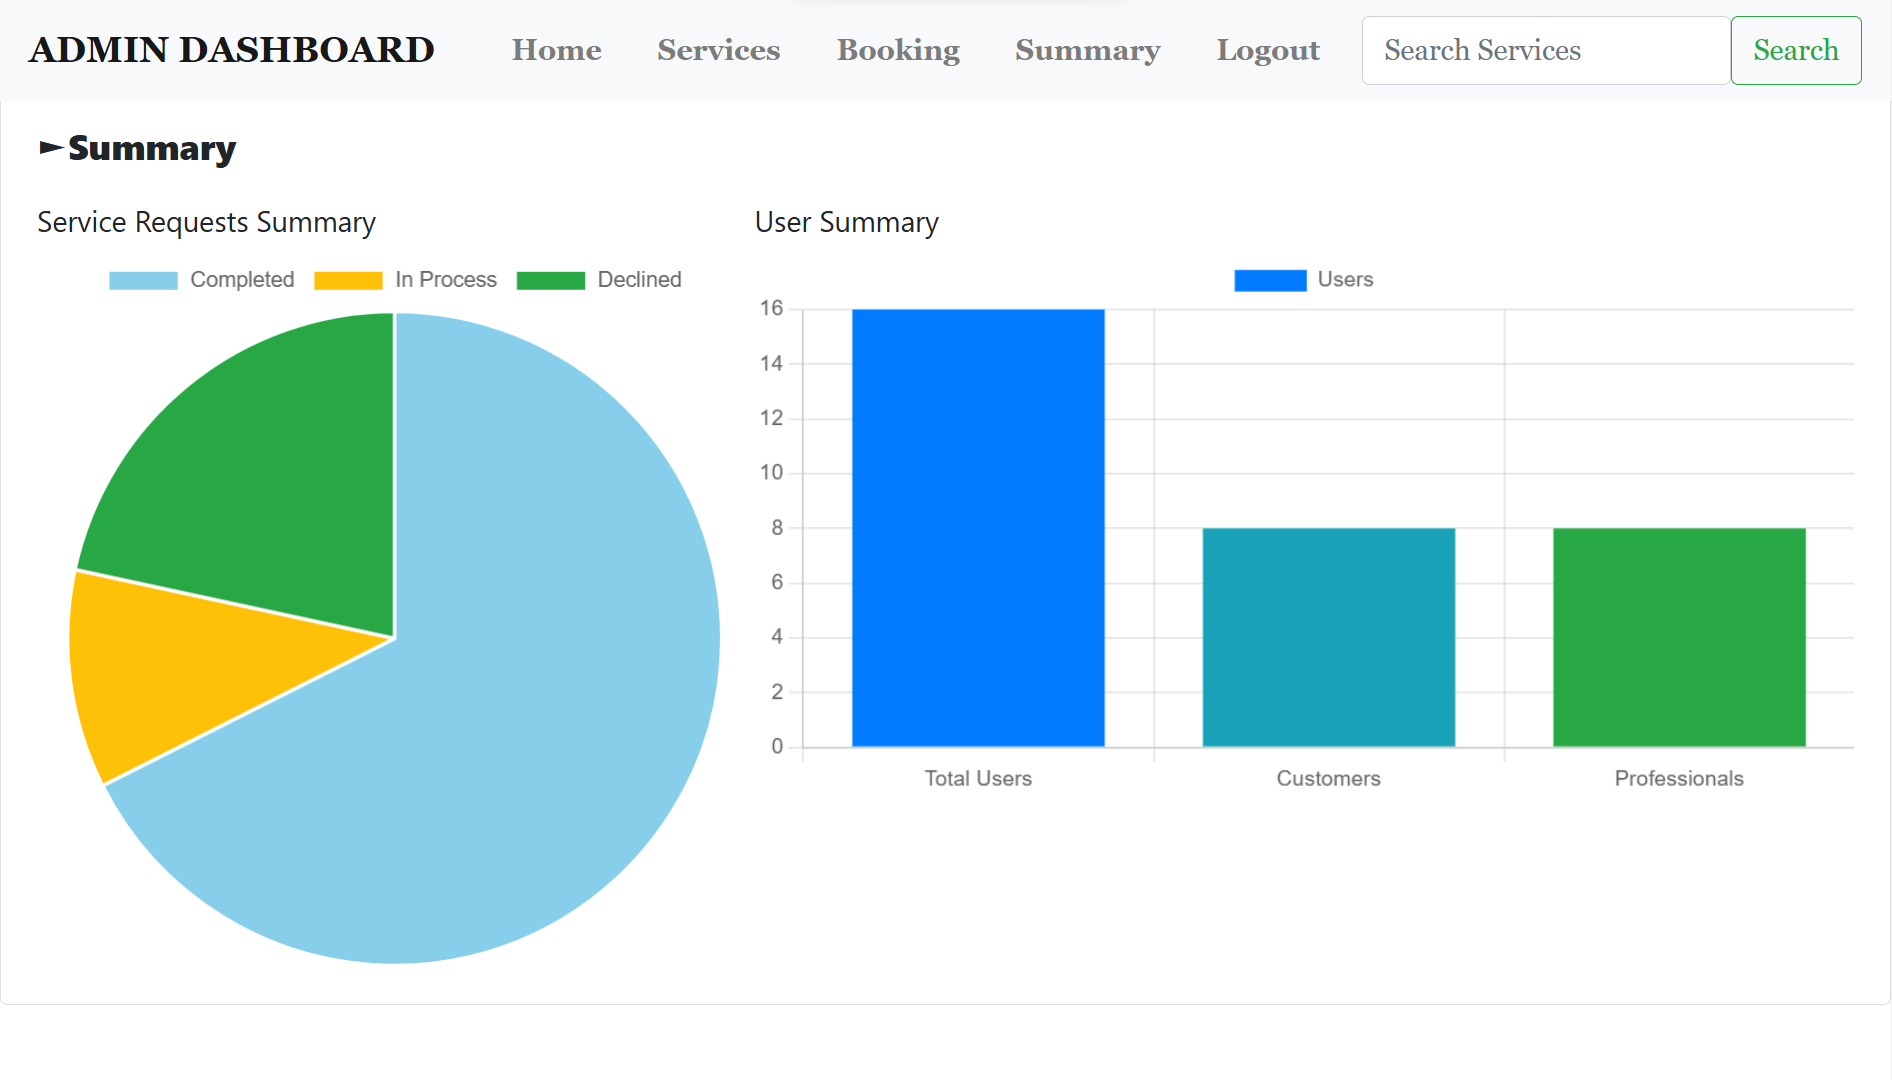 ADMIN DASHBOARD Home Services Booking Summary Logout Search Services Search
►Summary
Service Requests Summary
Completed In Process Declined
User Summary
Users
16
14
12
10
8
6
4
2
0
Total Users Customers Professionals